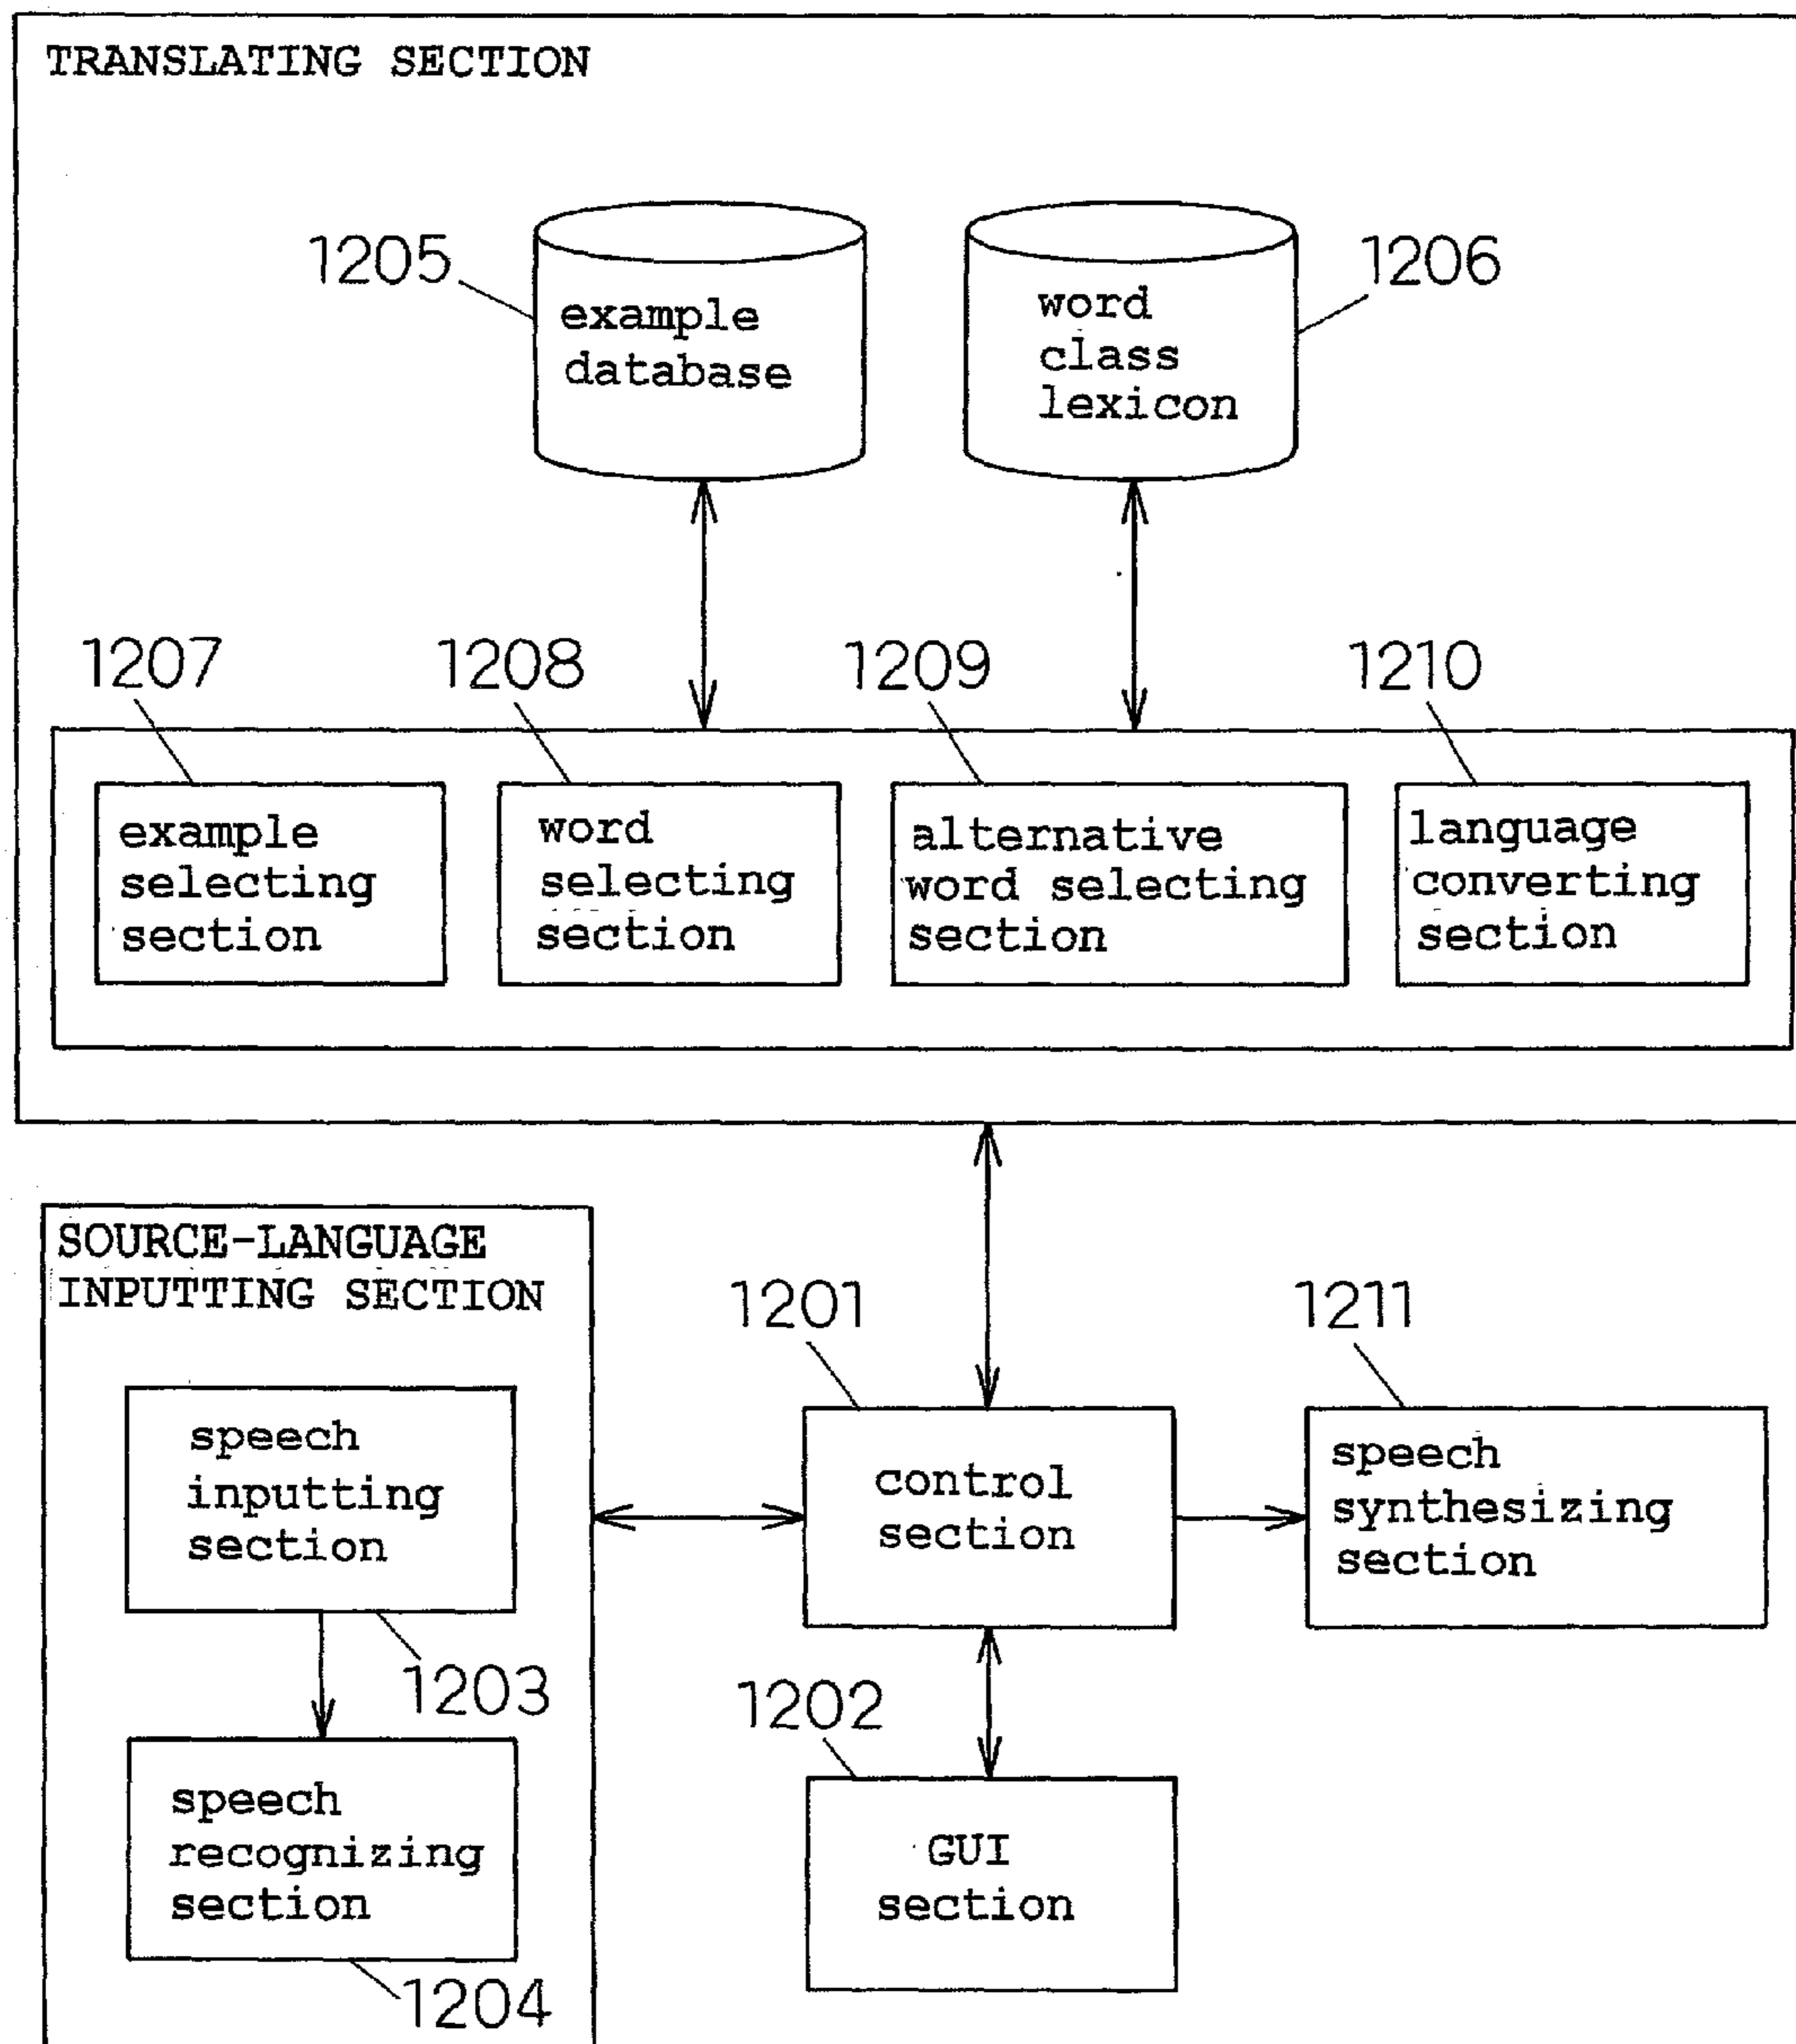 TRANSLATING SECTION
1205
example
database
1206
word
class
lexicon
1207
1208
1209
1210
example
selecting
section
word
selecting
section
alternative
word selecting
section
language
converting
section
SOURCE-LANGUAGE
INPUTTING SECTION
speech
inputting
section
1203
speech
recognizing
section
1204
1201
control
section
1211
speech
synthesizing
section
1202
GUI
section